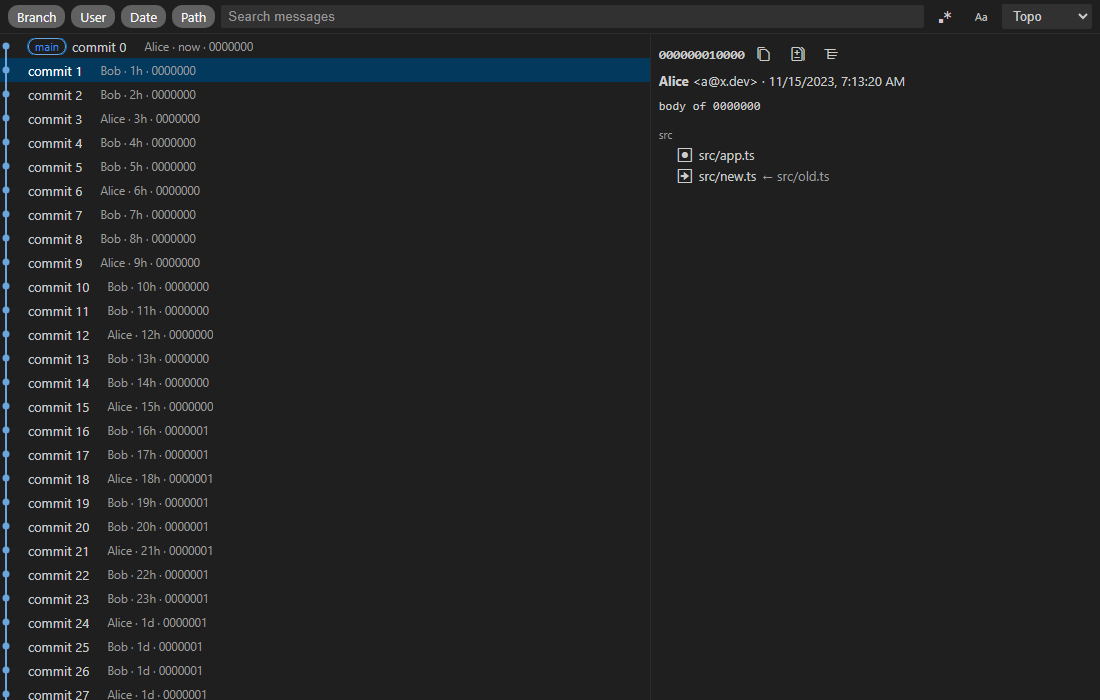 Branch User Date Path Search messages .* Aa Topo
main commit 0 Alice · now · 0000000
commit 1 Bob · 1h · 0000000
commit 2 Bob · 2h · 0000000
commit 3 Alice · 3h · 0000000
commit 4 Bob · 4h · 0000000
commit 5 Bob · 5h · 0000000
commit 6 Alice · 6h · 0000000
commit 7 Bob · 7h · 0000000
commit 8 Bob · 8h · 0000000
commit 9 Alice · 9h · 0000000
commit 10 Bob · 10h · 0000000
commit 11 Bob · 11h · 0000000
commit 12 Alice · 12h · 0000000
commit 13 Bob · 13h · 0000000
commit 14 Bob · 14h · 0000000
commit 15 Alice · 15h · 0000000
commit 16 Bob · 16h · 0000001
commit 17 Bob · 17h · 0000001
commit 18 Alice · 18h · 0000001
commit 19 Bob · 19h · 0000001
commit 20 Bob · 20h · 0000001
commit 21 Alice · 21h · 0000001
commit 22 Bob · 22h · 0000001
commit 23 Bob · 23h · 0000001
commit 24 Alice · 1d · 0000001
commit 25 Bob · 1d · 0000001
commit 26 Bob · 1d · 0000001
commit 27 Alice · 1d · 0000001
000000010000
Alice <a@x.dev> · 11/15/2023, 7:13:20 AM
body of 0000000
src
src/app.ts
src/new.ts ← src/old.ts